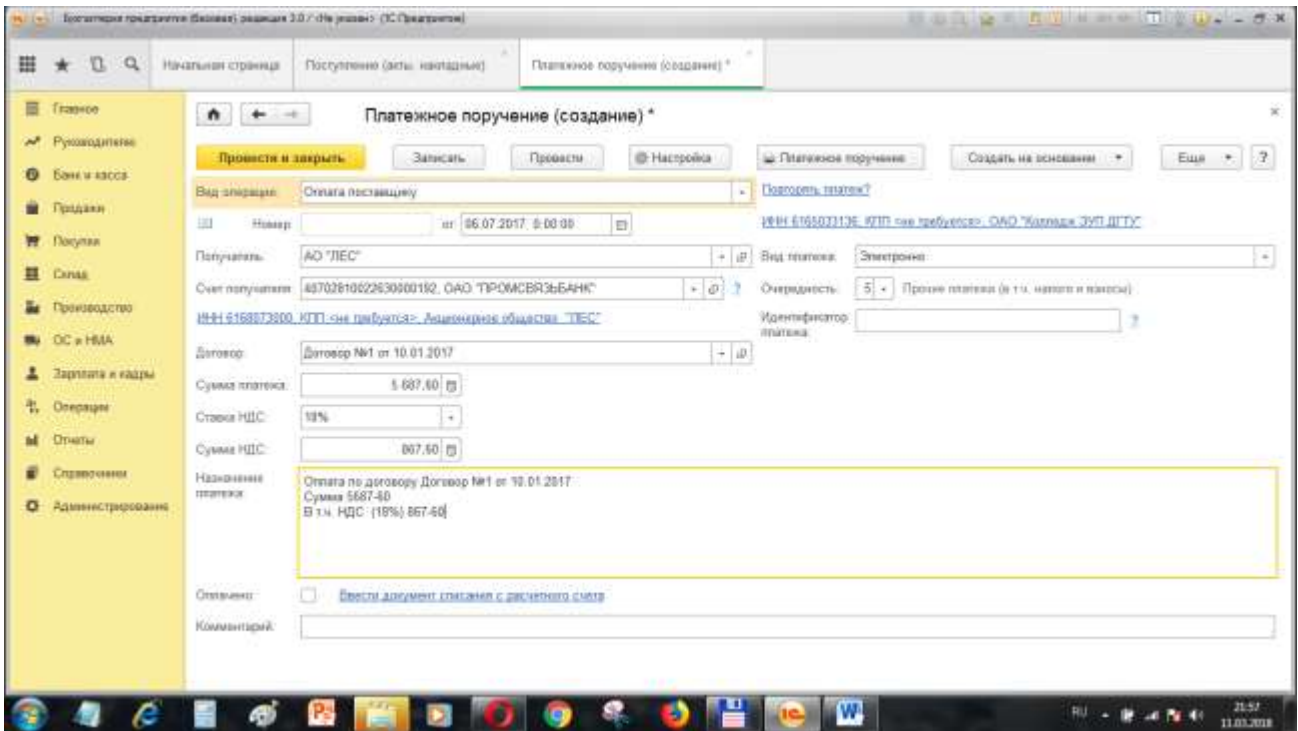 Бухгалтерия предприятия (базовая), редакция 3.0 / <Не указан> (1С:Предприятие)
Начальная страница
Поступление (акты, накладные)
Платежное поручение (создание) *
Главное
Руководителю
Банк и касса
Продажи
Покупки
Склад
Производство
ОС и НМА
Зарплата и кадры
Операции
Отчеты
Справочники
Администрирование
Платежное поручение (создание) *
Провести и закрыть
Записать
Провести
Настройка
Платежное поручение
Создать на основании
Еще
?
Вид операции: Оплата поставщику
Повторять платеж?
Номер: от: 06.07.2017 0:00:00
ИНН 6165033136, КПП <не требуется>, ОАО "Колледж ЗУП ДГТУ"
Получатель: АО "ЛЕС"
Вид платежа: Электронно
Счет получателя: 40702810022630000192, ОАО "ПРОМСВЯЗЬБАНК" ?
Очередность: 5 Прочие платежи (в т.ч. налоги и взносы)
ИНН 6168073000, КПП <не требуется>, Акционерное общество "ЛЕС"
Идентификатор платежа: ?
Договор: Договор №1 от 10.01.2017
Сумма платежа: 5 687,60
Ставка НДС: 18%
Сумма НДС: 867,60
Назначение платежа:
Оплата по договору Договор №1 от 10.01.2017
Сумма 5687-60
В т.ч. НДС (18%) 867-60
Оплачено:
Ввести документ списания с расчетного счета
Комментарий:
RU
21:57
11.03.2018